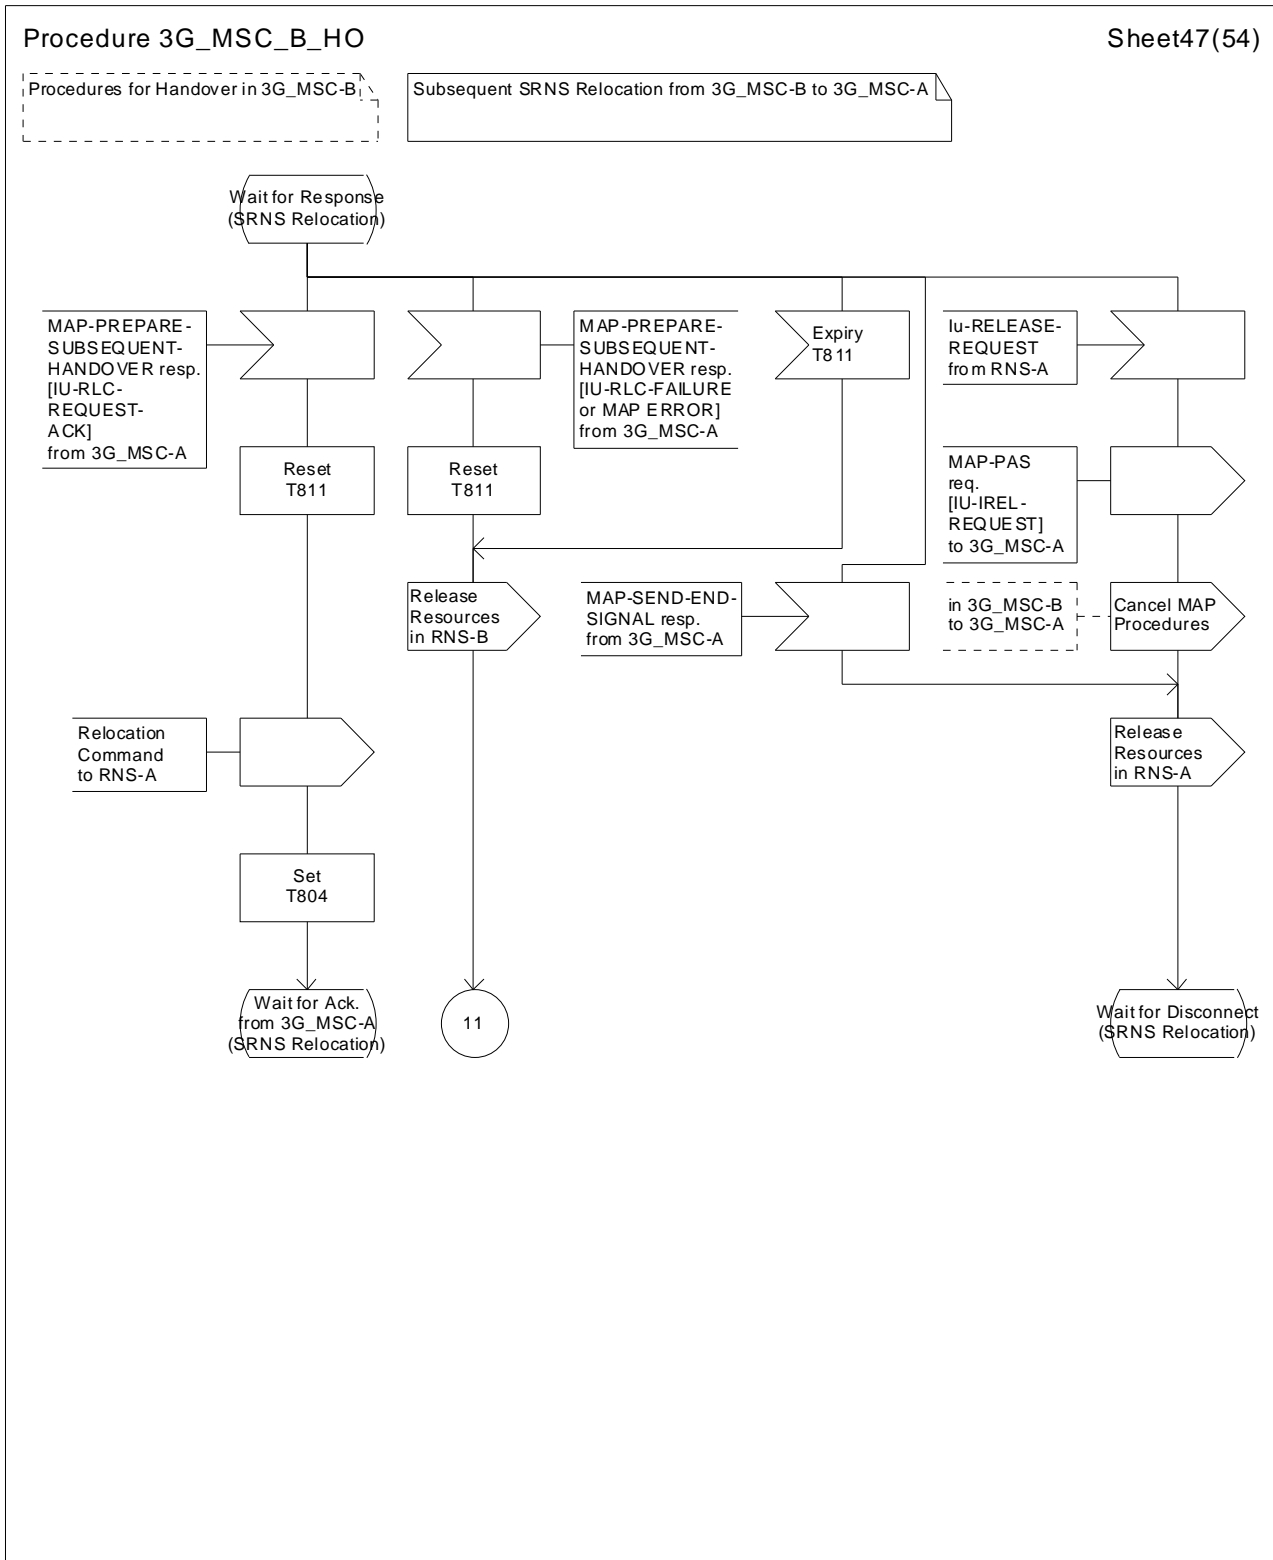 Procedure 3G_MSC_B_HO
Sheet47(54)
Procedures for Handover in 3G_MSC-B
Subsequent SRNS Relocation from 3G_MSC-B to 3G_MSC-A
Wait for Response
(SRNS Relocation)
MAP-PREPARE-
SUBSEQUENT-
HANDOVER resp.
[IU-RLC-
REQUEST-
ACK]
from 3G_MSC-A
MAP-PREPARE-
SUBSEQUENT-
HANDOVER resp.
[IU-RLC-FAILURE
or MAP ERROR]
from 3G_MSC-A
Expiry
T811
Iu-RELEASE-
REQUEST
from RNS-A
Reset
T811
Reset
T811
MAP-PAS
req.
[IU-IREL-
REQUEST]
to 3G_MSC-A
Release
Resources
in RNS-B
MAP-SEND-END-
SIGNAL resp.
from 3G_MSC-A
in 3G_MSC-B
to 3G_MSC-A
Cancel MAP
Procedures
Relocation
Command
to RNS-A
Release
Resources
in RNS-A
Set
T804
Wait for Ack.
from 3G_MSC-A
(SRNS Relocation)
11
Wait for Disconnect
(SRNS Relocation)